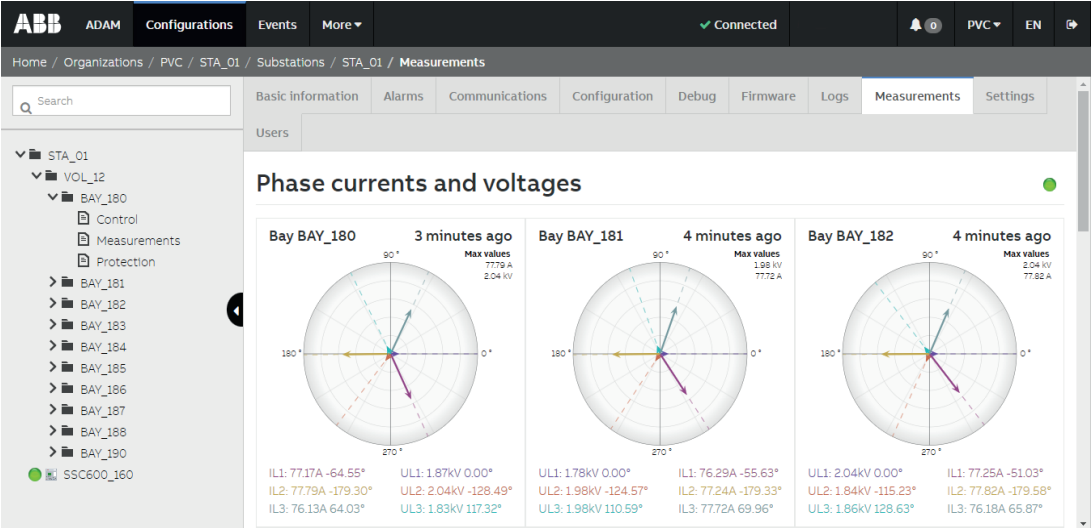 ABB ADAM Configurations Events More Connected 0 PVC EN
Home / Organizations / PVC / STA_01 / Substations / STA_01 / Measurements
Search
STA_01
VOL_12
BAY_180
Control
Measurements
Protection
BAY_181
BAY_182
BAY_183
BAY_184
BAY_185
BAY_186
BAY_187
BAY_188
BAY_190
SSC600_160
Basic information Alarms Communications Configuration Debug Firmware Logs Measurements Settings
Users
Phase currents and voltages
Bay BAY_180 3 minutes ago
90 °
Max values
77.79 A
2.04 kV
180 °
0 °
270 °
IL1: 77.17A -64.55° UL1: 1.87kV 0.00°
IL2: 77.79A -179.30° UL2: 2.04kV -128.49°
IL3: 76.13A 64.03° UL3: 1.83kV 117.32°
Bay BAY_181 4 minutes ago
90 °
Max values
1.98 kV
77.72 A
180 °
0 °
270 °
UL1: 1.78kV 0.00° IL1: 76.29A -55.63°
UL2: 1.98kV -124.57° IL2: 77.24A -179.33°
UL3: 1.98kV 110.59° IL3: 77.72A 69.96°
Bay BAY_182 4 minutes ago
90 °
Max values
2.04 kV
77.82 A
180 °
0 °
270 °
UL1: 2.04kV 0.00° IL1: 77.25A -51.03°
UL2: 1.84kV -115.23° IL2: 77.82A -179.58°
UL3: 1.86kV 128.63° IL3: 76.18A 65.87°